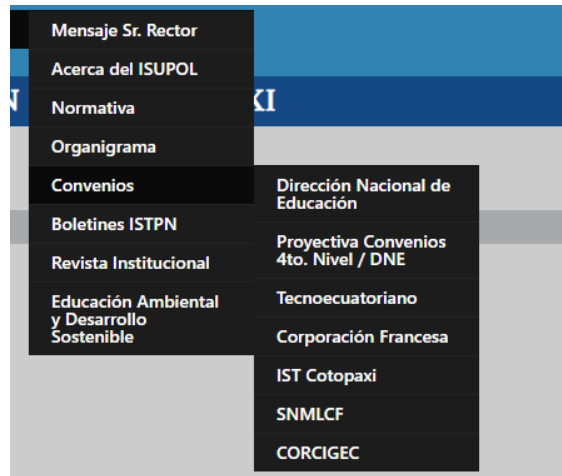 Mensaje Sr. Rector
Acerca del ISUPOL
N
XI
Normativa
Organigrama
Convenios
Dirección Nacional de
Educación
Boletines ISTPN
Proyectiva Convenios
4to. Nivel / DNE
Revista Institucional
Tecnoecuatoriano
Educación Ambiental
y Desarrollo
Sostenible
Corporación Francesa
IST Cotopaxi
SNMLCF
CORCIGEC